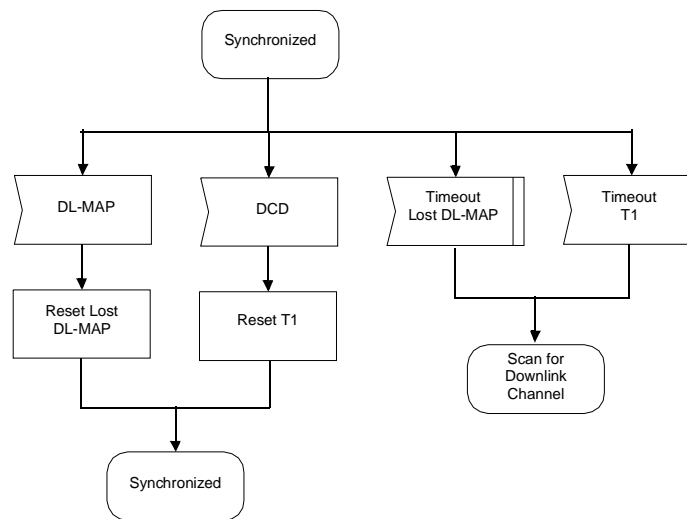 Synchronized
DL-MAP
DCD
Timeout
Lost DL-MAP
Timeout
T1
Reset Lost
DL-MAP
Reset T1
Scan for
Downlink
Channel
Synchronized